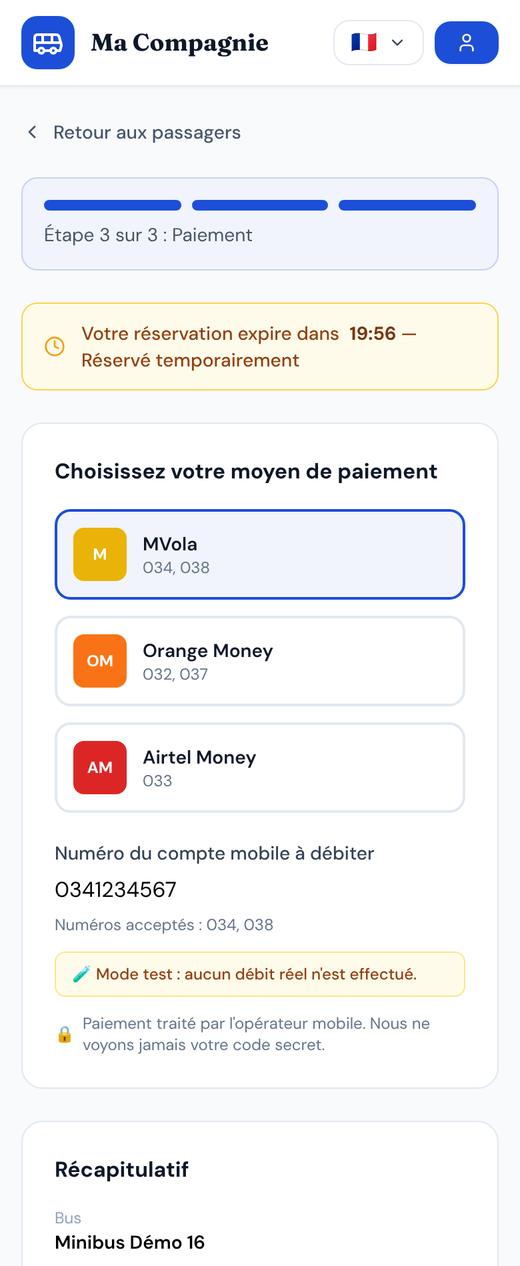 Ma Compagnie
Retour aux passagers
Étape 3 sur 3 : Paiement
Votre réservation expire dans 19:56 —
Réservé temporairement
Choisissez votre moyen de paiement
M
MVola
034, 038
OM
Orange Money
032, 037
AM
Airtel Money
033
Numéro du compte mobile à débiter
0341234567
Numéros acceptés : 034, 038
🧪 Mode test : aucun débit réel n'est effectué.
🔒 Paiement traité par l'opérateur mobile. Nous ne
voyons jamais votre code secret.
Récapitulatif
Bus
Minibus Démo 16